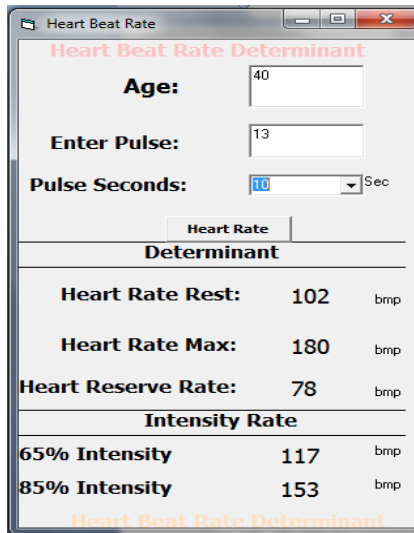 Heart Beat Rate
Heart Beat Rate Determinant
Age: 40
Enter Pulse: 13
Pulse Seconds: 10 Sec
Heart Rate
Determinant
Heart Rate Rest: 102 bmp
Heart Rate Max: 180 bmp
Heart Reserve Rate: 78 bmp
Intensity Rate
65% Intensity 117 bmp
85% Intensity 153 bmp
Heart Beat Rate Determinant